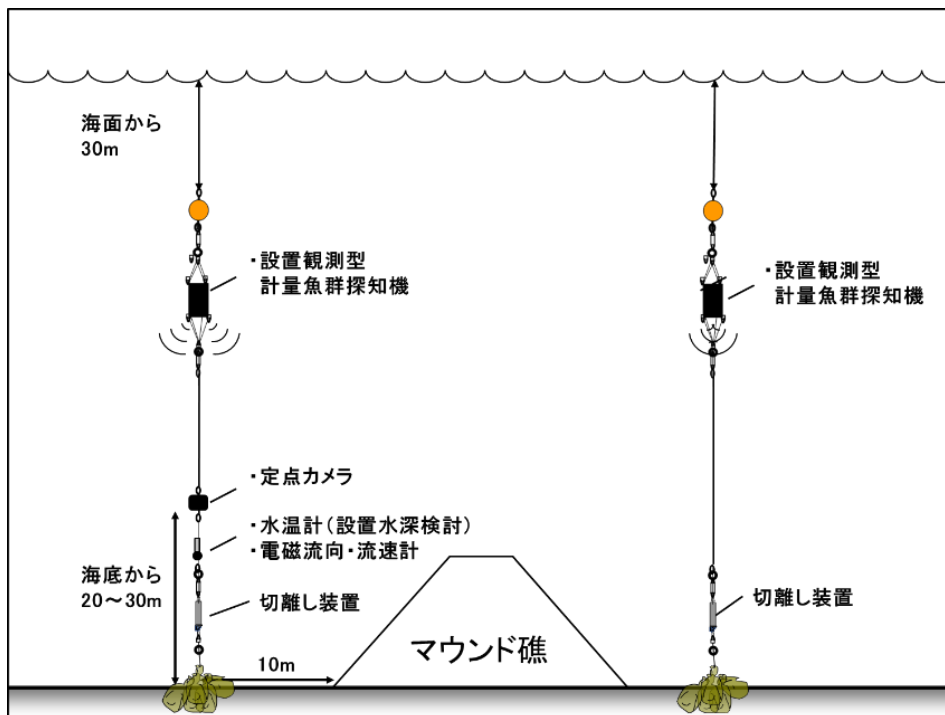 海面から
30m
・設置観測型
計量魚群探知機
・設置観測型
計量魚群探知機
・定点カメラ
・水温計(設置水深検討)
・電磁流向・流速計
海底から
20～30m
切離し装置
切離し装置
マウンド礁
10m